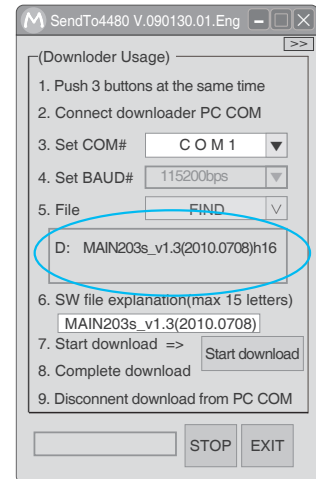 M SendTo4480 V.090130.01.Eng
>>
(Downloder Usage)
1. Push 3 buttons at the same time
2. Connect downloader PC COM
3. Set COM# COM1
4. Set BAUD# 115200bps
5. File FIND
D: MAIN203s_v1.3(2010.0708)h16
6. SW file explanation(max 15 letters)
MAIN203s_v1.3(2010.0708)
7. Start download => Start download
8. Complete download
9. Disconnent download from PC COM
STOP EXIT